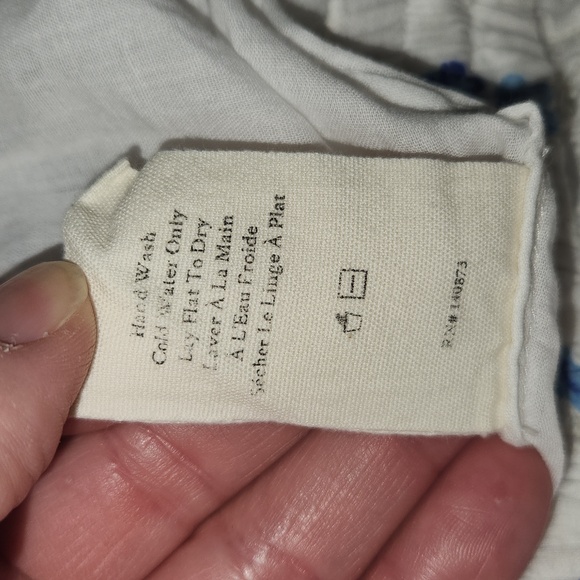 Hand Wash
Cold Water Only
Lay Flat To Dry
Laver À La Main
À L'Eau Froide
Sécher Le Linge À Plat
RN# 140873